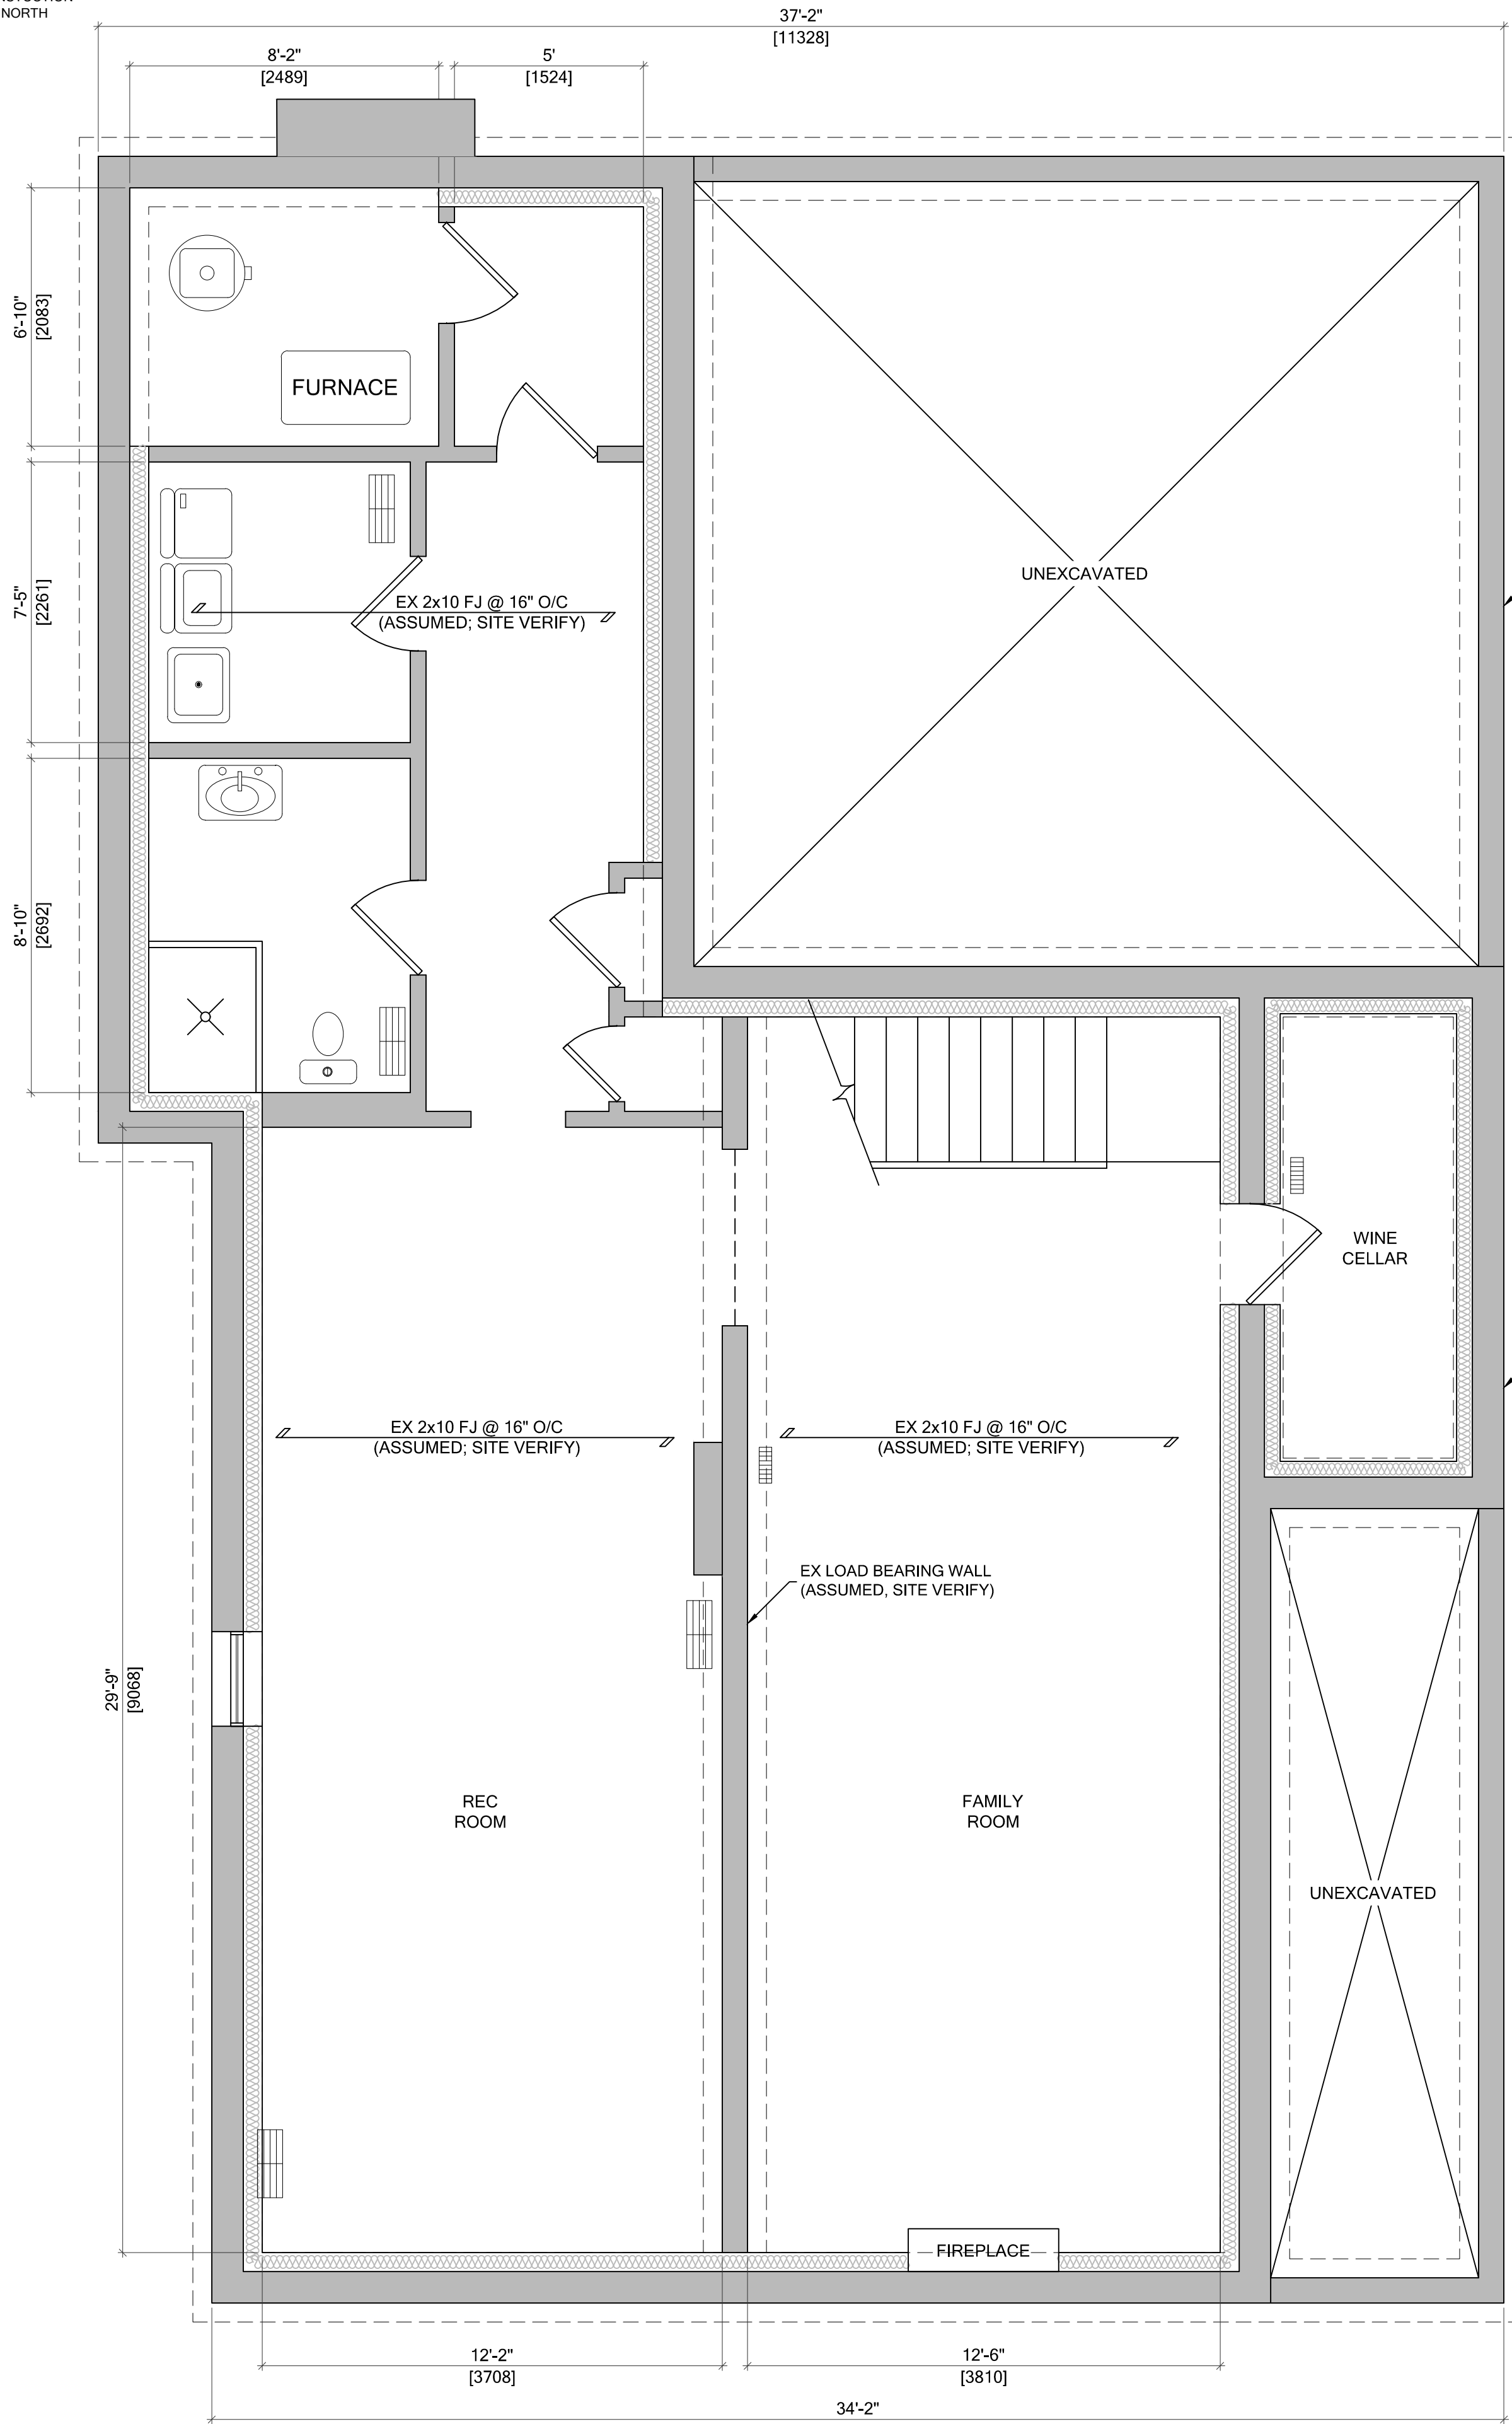 NORTH
37'-2"
[11328]
8'-2"
[2489]
5'
[1524]
6'-10"
[2083]
FURNACE
7'-5"
[2261]
EX 2x10 FJ @ 16" O/C
(ASSUMED; SITE VERIFY)
UNEXCAVATED
8'-10"
[2692]
WINE
CELLAR
EX 2x10 FJ @ 16" O/C
(ASSUMED; SITE VERIFY)
EX 2x10 FJ @ 16" O/C
(ASSUMED; SITE VERIFY)
EX LOAD BEARING WALL
(ASSUMED, SITE VERIFY)
29'-9"
[9068]
REC
ROOM
FAMILY
ROOM
UNEXCAVATED
FIREPLACE
12'-2"
[3708]
12'-6"
[3810]
34'-2"